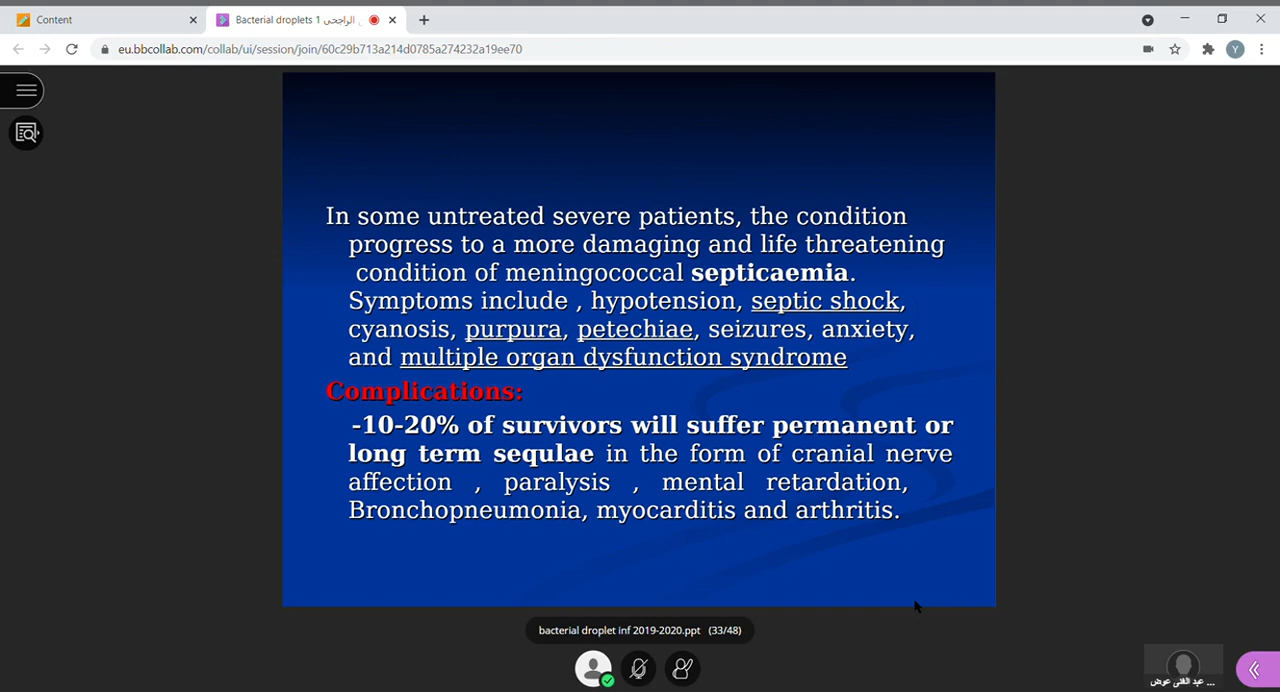 Content
Bacterial droplets 1 الراجحى
eu.bbcollab.com/collab/ui/session/join/60c29b713a214d0785a274232a19ee70
Y
In some untreated severe patients, the condition
progress to a more damaging and life threatening
condition of meningococcal septicaemia.
Symptoms include , hypotension, septic shock,
cyanosis, purpura, petechiae, seizures, anxiety,
and multiple organ dysfunction syndrome
Complications:
-10-20% of survivors will suffer permanent or
long term sequlae in the form of cranial nerve
affection , paralysis , mental retardation,
Bronchopneumonia, myocarditis and arthritis.
bacterial droplet inf 2019-2020.ppt (33/48)
عبد الغنى عوض ...